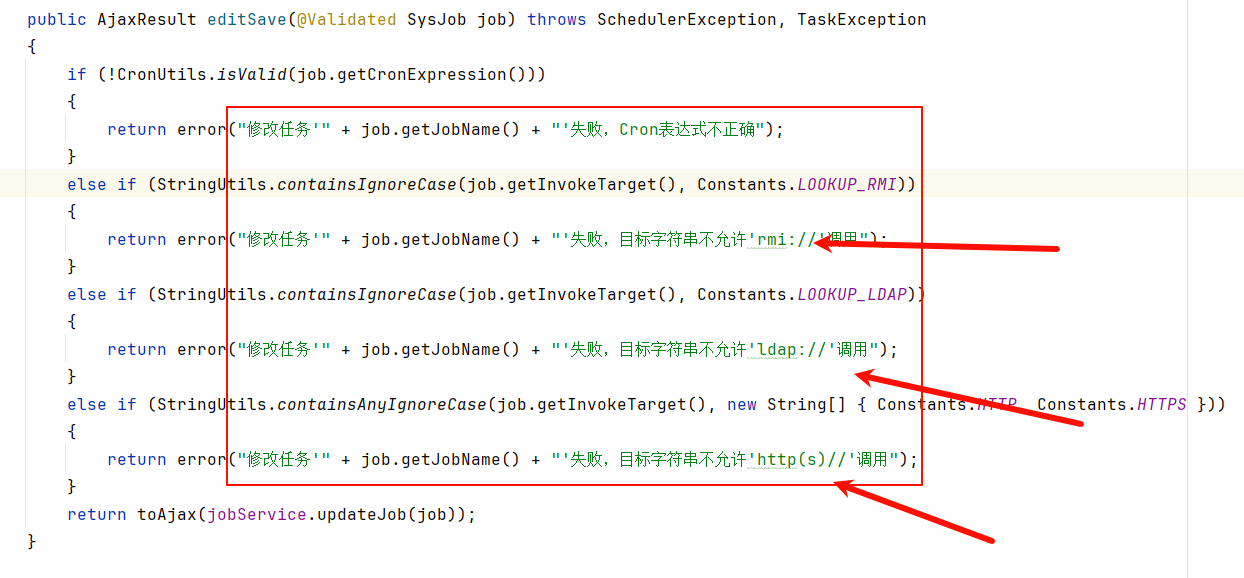 public AjaxResult editSave(@Validated SysJob job) throws SchedulerException, TaskException
{
if (!CronUtils.isValid(job.getCronExpression()))
{
return error("修改任务'" + job.getJobName() + "'失败，Cron表达式不正确");
}
else if (StringUtils.containsIgnoreCase(job.getInvokeTarget(), Constants.LOOKUP_RMI))
{
return error("修改任务'" + job.getJobName() + "'失败，目标字符串不允许'rmi://'调用");
}
else if (StringUtils.containsIgnoreCase(job.getInvokeTarget(), Constants.LOOKUP_LDAP))
{
return error("修改任务'" + job.getJobName() + "'失败，目标字符串不允许'ldap://'调用");
}
else if (StringUtils.containsAnyIgnoreCase(job.getInvokeTarget(), new String[] { Constants.HTTP, Constants.HTTPS }))
{
return error("修改任务'" + job.getJobName() + "'失败，目标字符串不允许'http(s)//'调用");
}
return toAjax(jobService.updateJob(job));
}